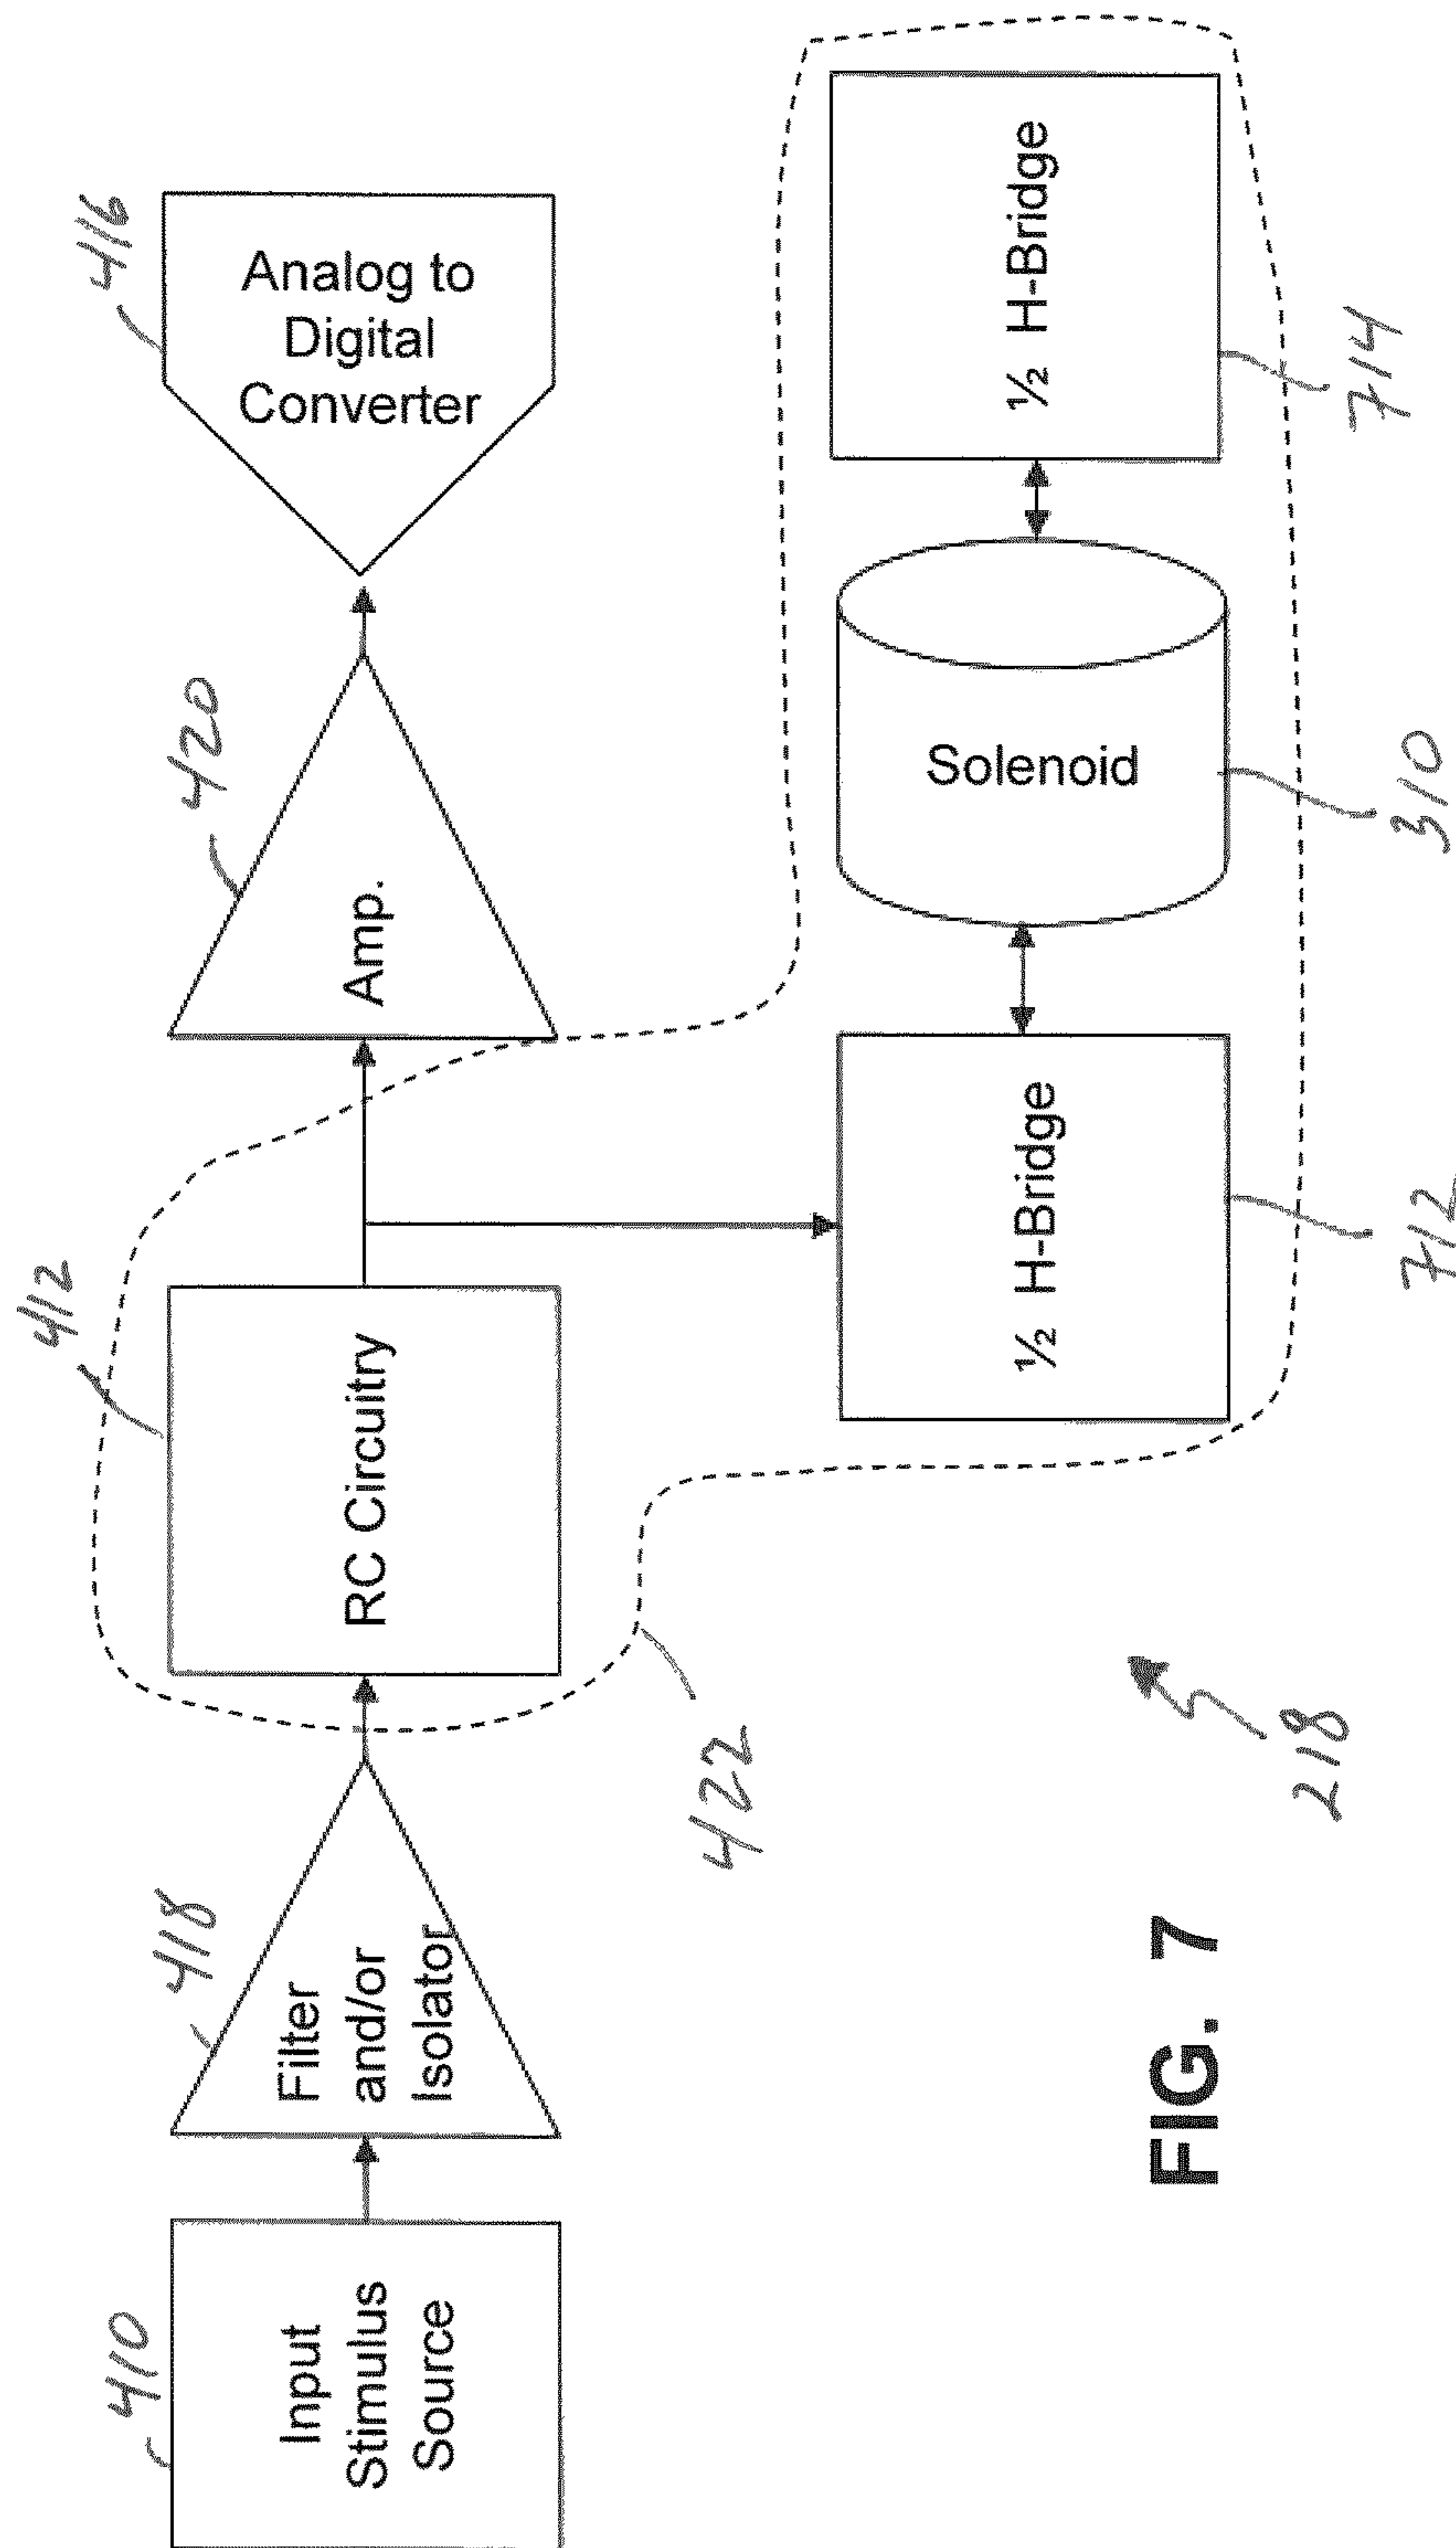 410
Input
Stimulus
Source
418
Filter
and/or
Isolator
412
RC Circuitry
420
Amp.
416
Analog to
Digital
Converter
422
½ H-Bridge
712
Solenoid
310
½ H-Bridge
714
218
FIG. 7